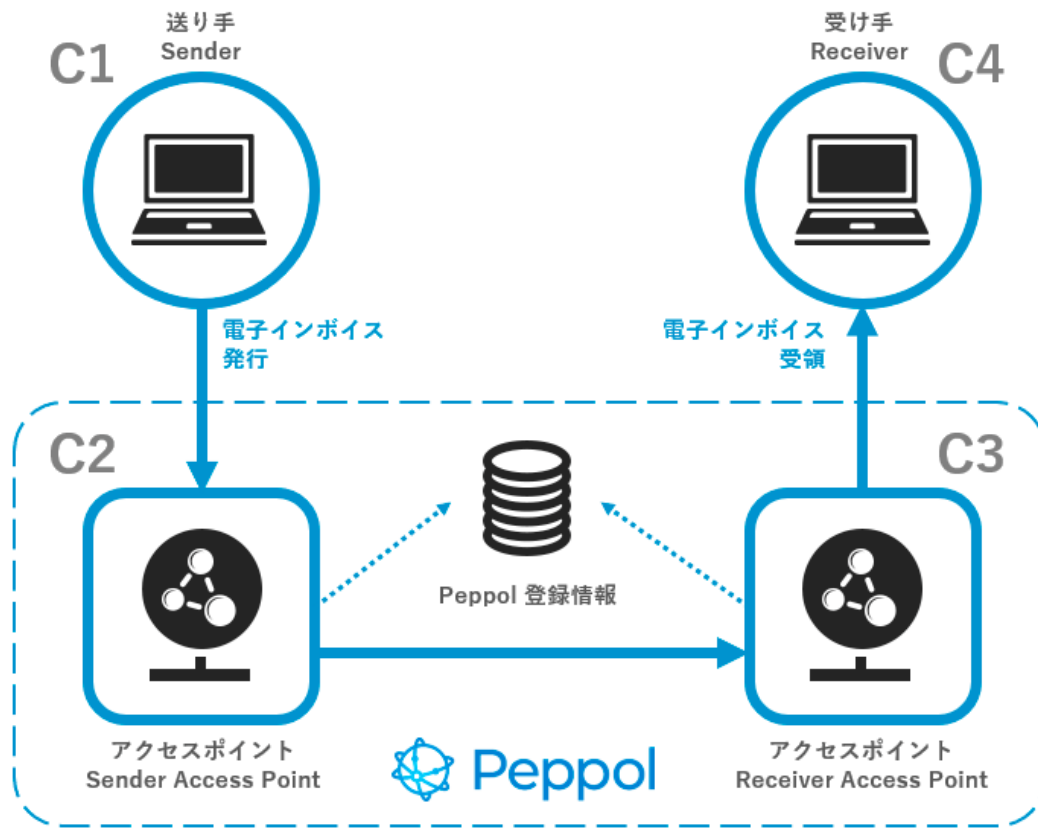 送り手
Sender
C1
受け手
Receiver
C4
電子インボイス
発行
電子インボイス
受領
C2
C3
Peppol 登録情報
アクセスポイント
Sender Access Point
Peppol
アクセスポイント
Receiver Access Point